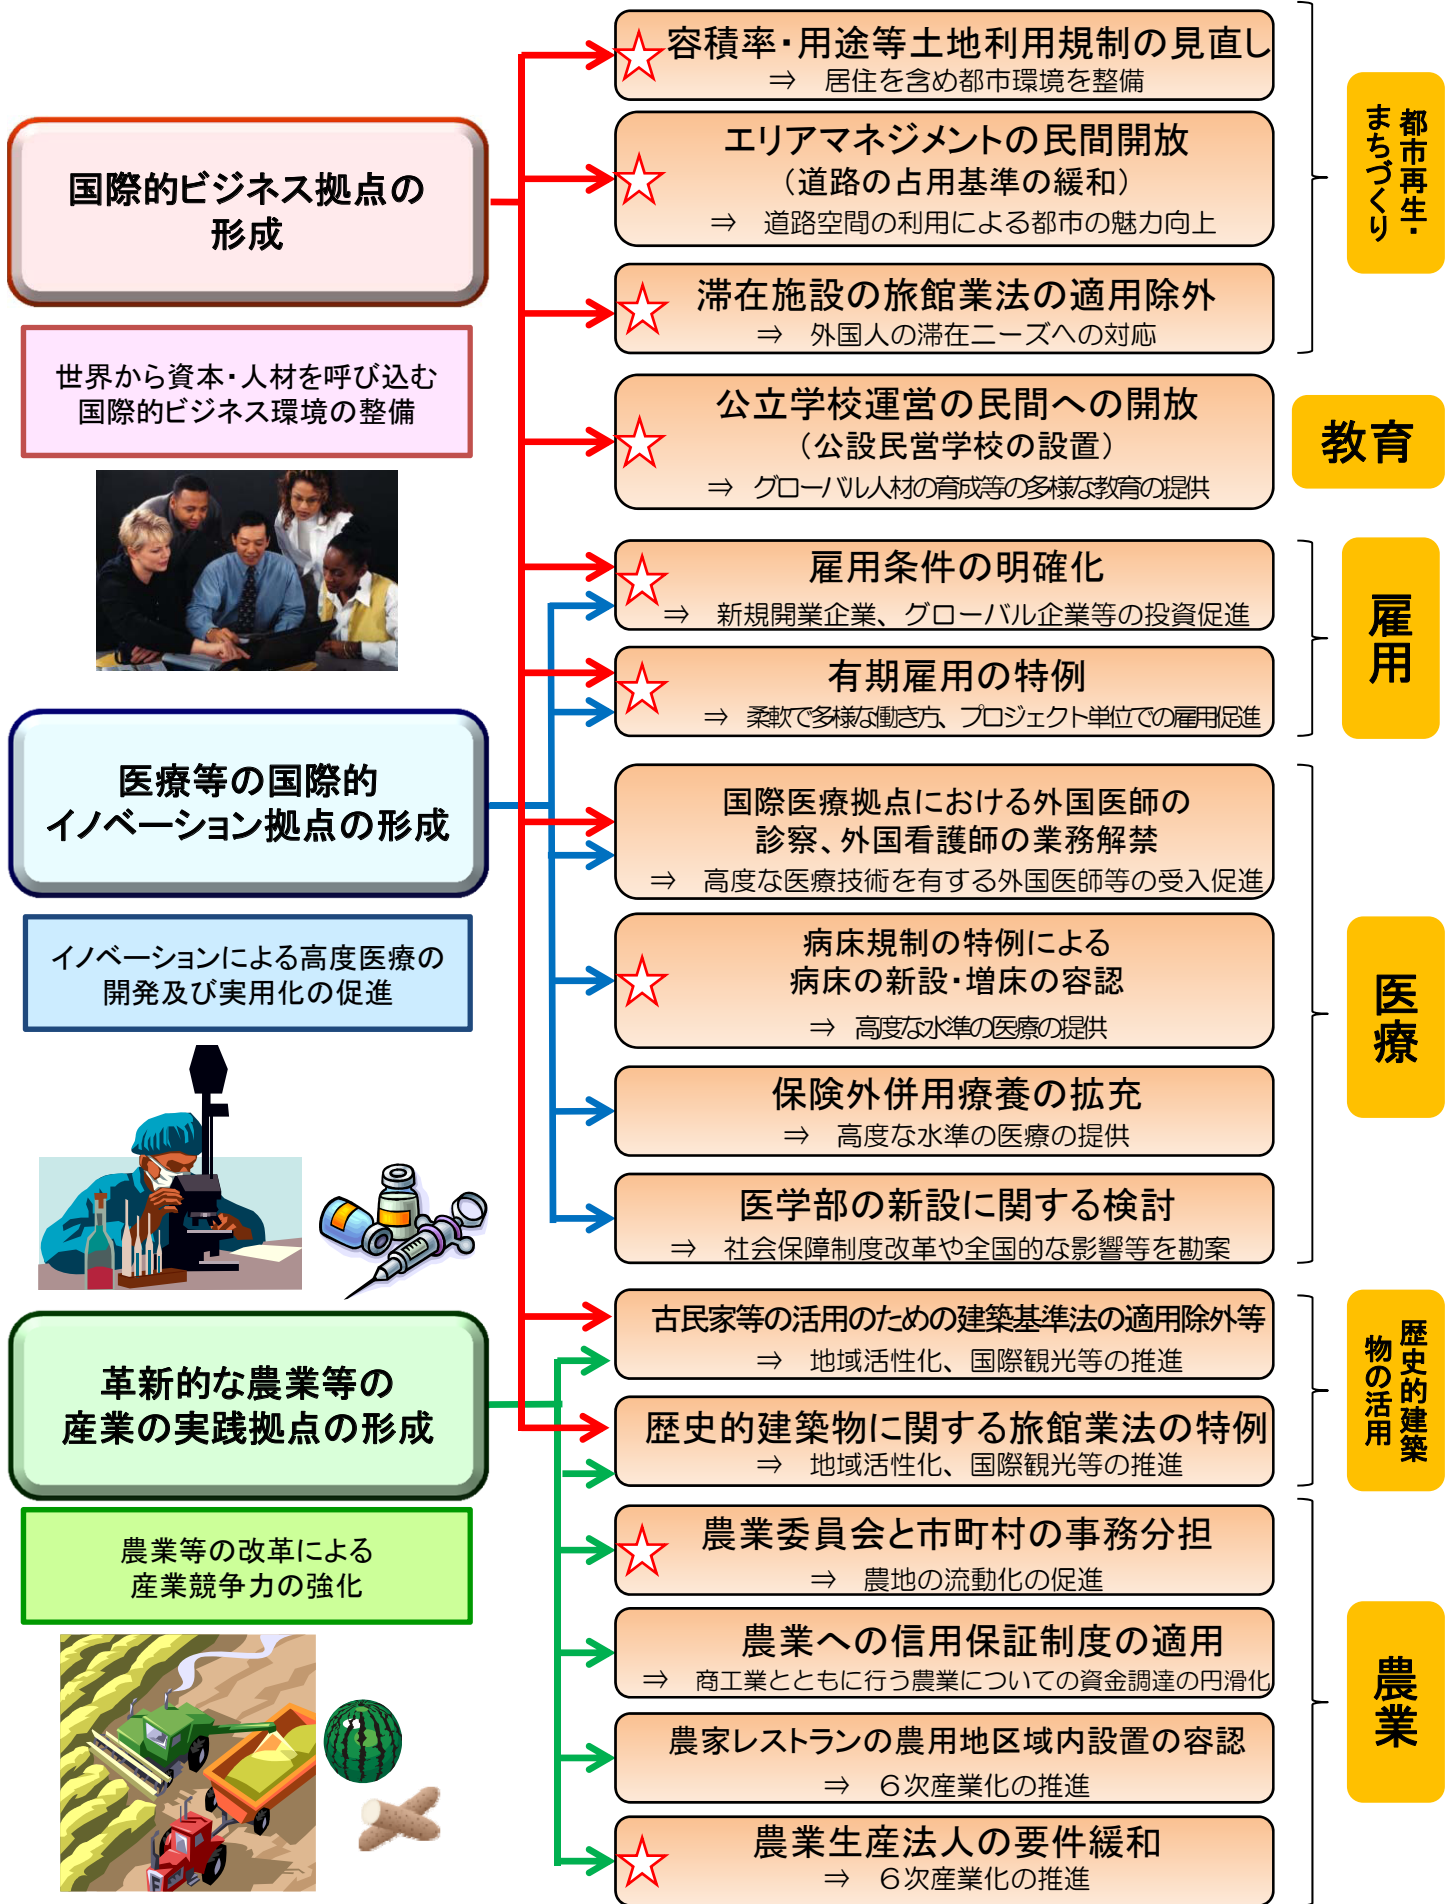 国際的ビジネス拠点の
形成
世界から資本・人材を呼び込む
国際的ビジネス環境の整備
医療等の国際的
イノベーション拠点の形成
イノベーションによる高度医療の
開発及び実用化の促進
革新的な農業等の
産業の実践拠点の形成
農業等の改革による
産業競争力の強化
容積率・用途等土地利用規制の見直し
⇒ 居住を含め都市環境を整備
エリアマネジメントの民間開放
（道路の占用基準の緩和）
⇒ 道路空間の利用による都市の魅力向上
滞在施設の旅館業法の適用除外
⇒ 外国人の滞在ニーズへの対応
都市再生・
まちづくり
公立学校運営の民間への開放
（公設民営学校の設置）
⇒ グローバル人材の育成等の多様な教育の提供
教育
雇用条件の明確化
⇒ 新規開業企業、グローバル企業等の投資促進
有期雇用の特例
⇒ 柔軟で多様な働き方、プロジェクト単位での雇用促進
雇用
国際医療拠点における外国医師の
診察、外国看護師の業務解禁
⇒ 高度な医療技術を有する外国医師等の受入促進
病床規制の特例による
病床の新設・増床の容認
⇒ 高度な水準の医療の提供
保険外併用療養の拡充
⇒ 高度な水準の医療の提供
医学部の新設に関する検討
⇒ 社会保障制度改革や全国的な影響等を勘案
医療
古民家等の活用のための建築基準法の適用除外等
⇒ 地域活性化、国際観光等の推進
歴史的建築物に関する旅館業法の特例
⇒ 地域活性化、国際観光等の推進
歴史的建築
物の活用
農業委員会と市町村の事務分担
⇒ 農地の流動化の促進
農業への信用保証制度の適用
⇒ 商工業とともに行う農業についての資金調達の円滑化
農家レストランの農用地区域内設置の容認
⇒ ６次産業化の推進
農業生産法人の要件緩和
⇒ ６次産業化の推進
農業